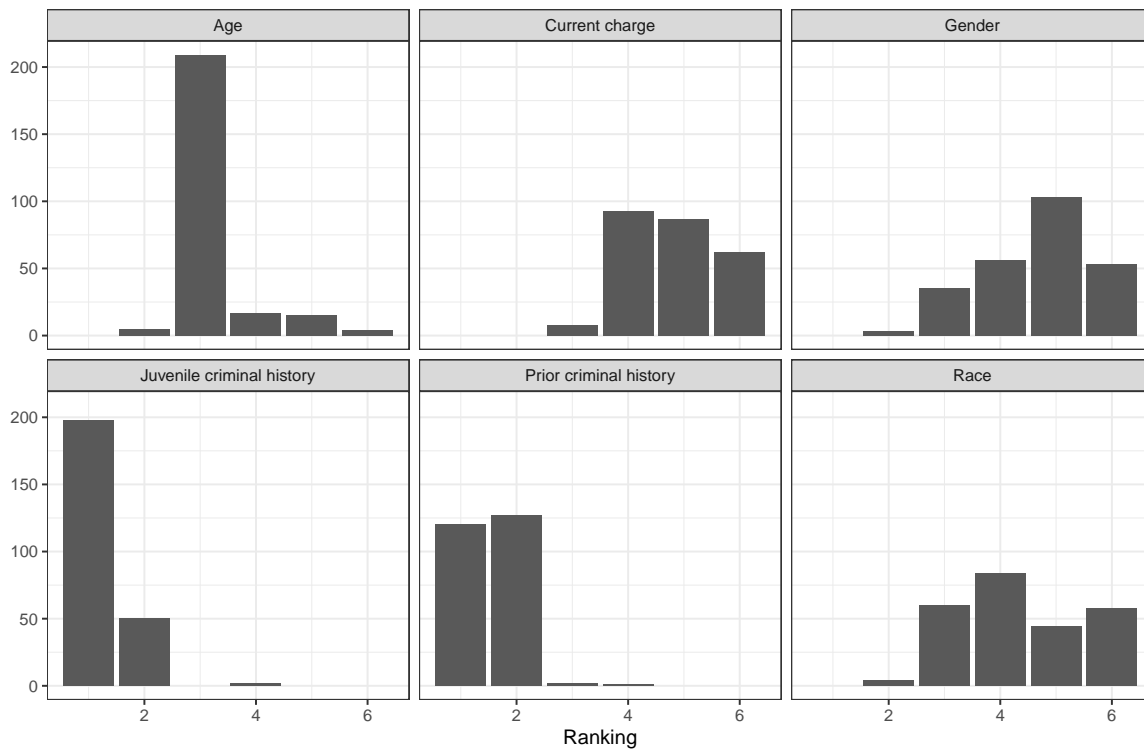 Age Current charge Gender
200
150
100
50
0
Juvenile criminal history Prior criminal history Race
200
150
100
50
0
2 4 6 2 4 6 2 4 6
Ranking